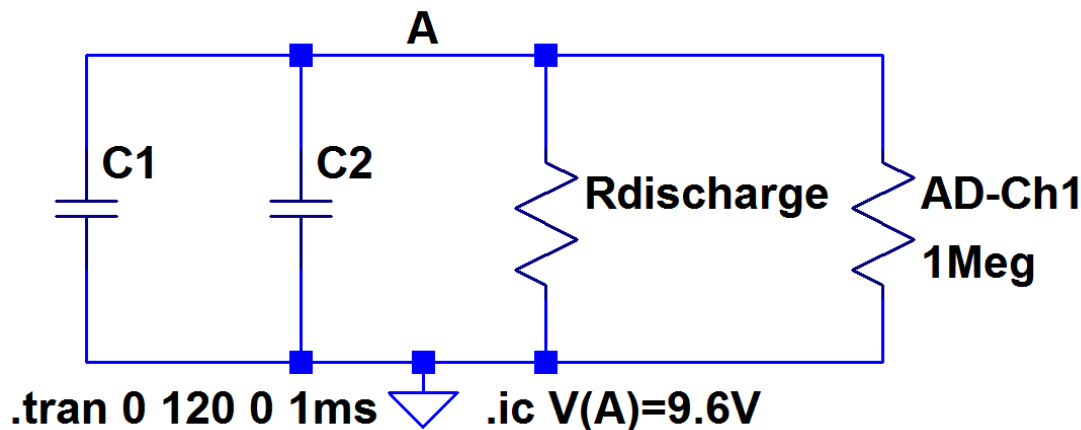 A
C1
C2
Rdischarge
AD-Ch1
1Meg
.tran 0 120 0 1ms
.ic V(A)=9.6V